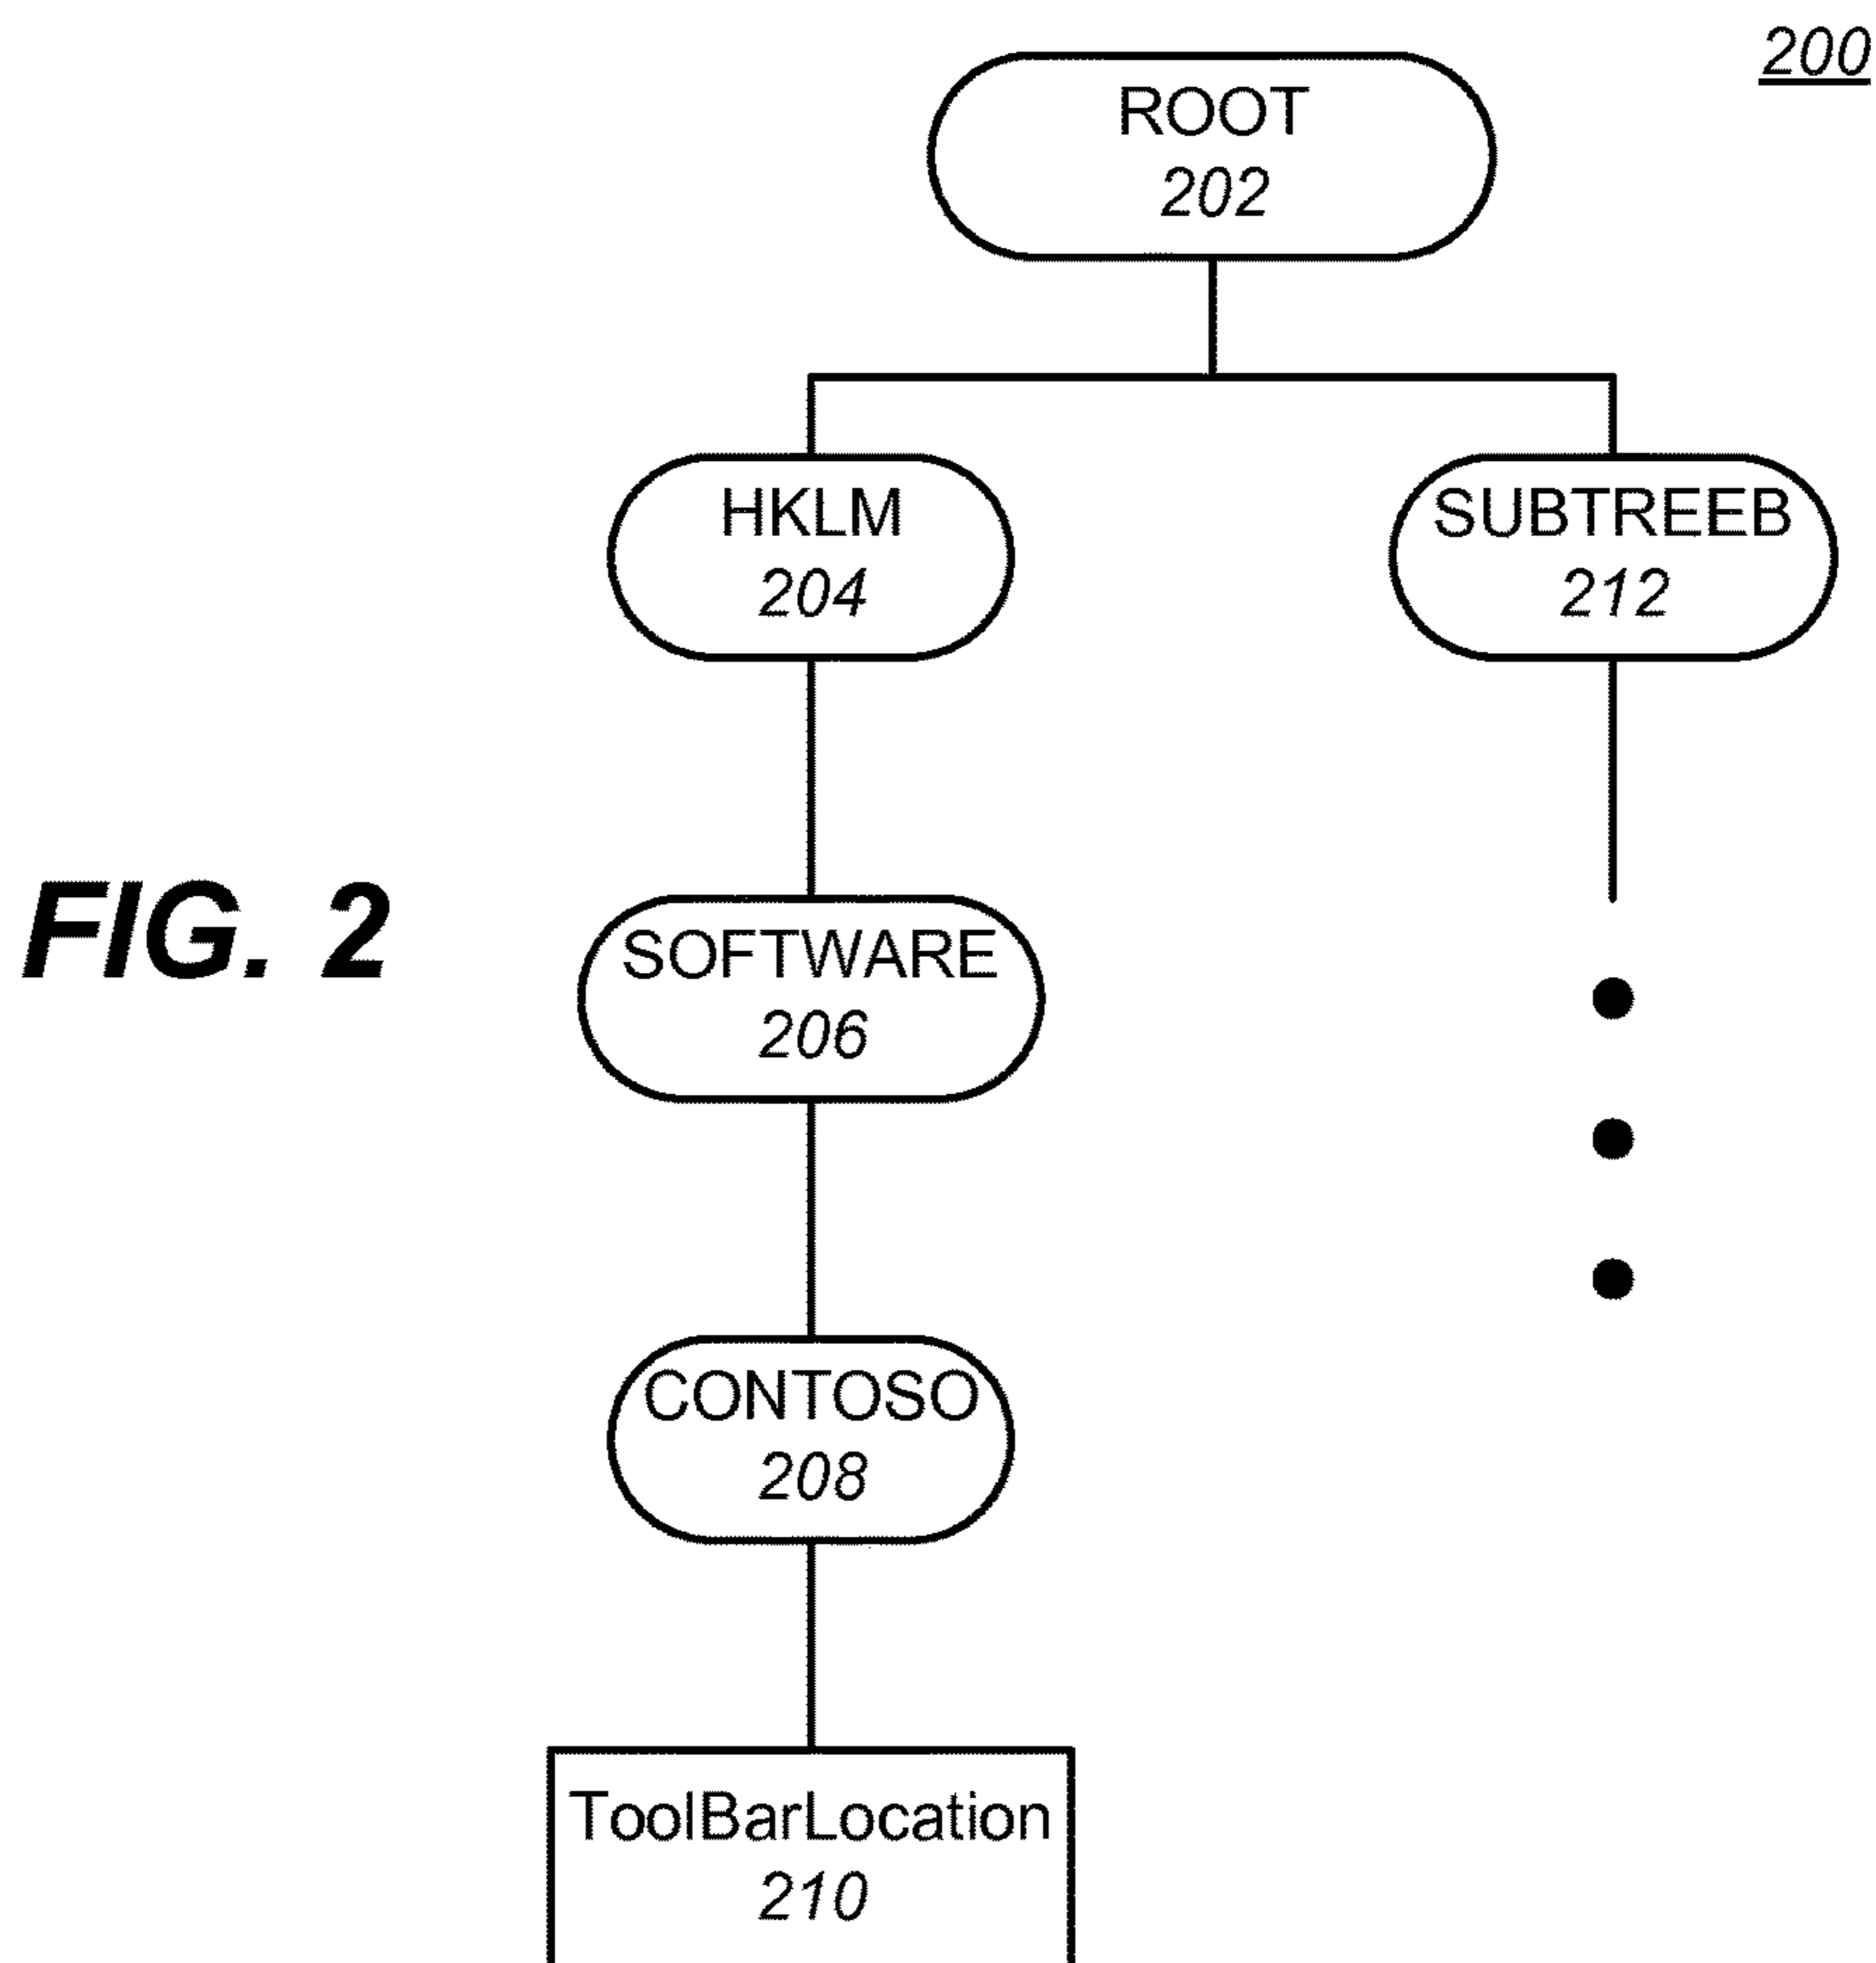 200
ROOT
202
HKLM
204
SUBTREEB
212
FIG. 2
SOFTWARE
206
CONTOSO
208
ToolBarLocation
210